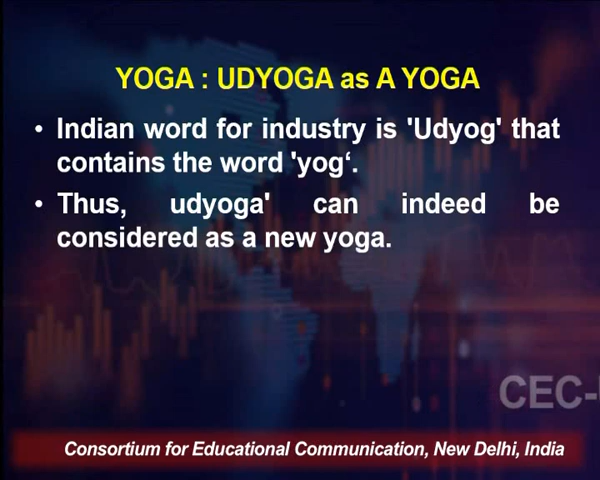 YOGA : UDYOGA as A YOGA
• Indian word for industry is 'Udyog' that
contains the word 'yog‘.
• Thus, udyoga' can indeed be
considered as a new yoga.
CEC-
Consortium for Educational Communication, New Delhi, India